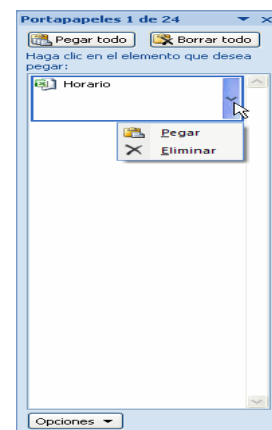 Portapapeles 1 de 24
Pegar todo Borrar todo
Haga clic en el elemento que desea
pegar:
Horario
Pegar
Eliminar
Opciones